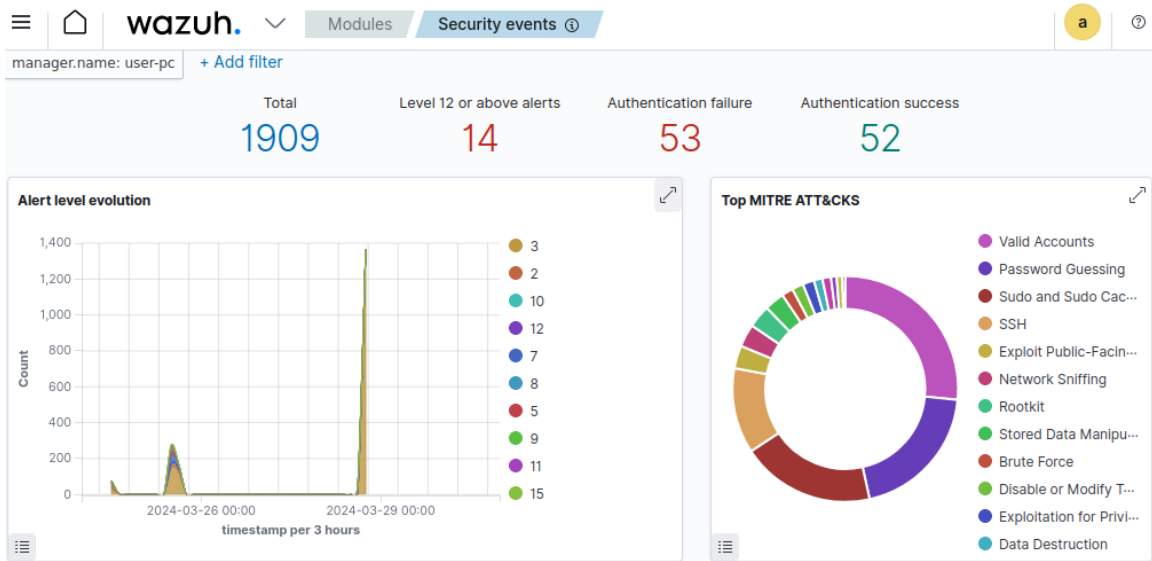 wazuh. Modules Security events a
manager.name: user-pc + Add filter
Total Level 12 or above alerts Authentication failure Authentication success
1909 14 53 52
Alert level evolution
1,400
1,200
1,000
800
600
400
200
0
Count
2024-03-26 00:00 2024-03-29 00:00
timestamp per 3 hours
3
2
10
12
7
8
5
9
11
15
Top MITRE ATT&CKS
Valid Accounts
Password Guessing
Sudo and Sudo Cac...
SSH
Exploit Public-Facin...
Network Sniffing
Rootkit
Stored Data Manipu...
Brute Force
Disable or Modify T...
Exploitation for Privi...
Data Destruction